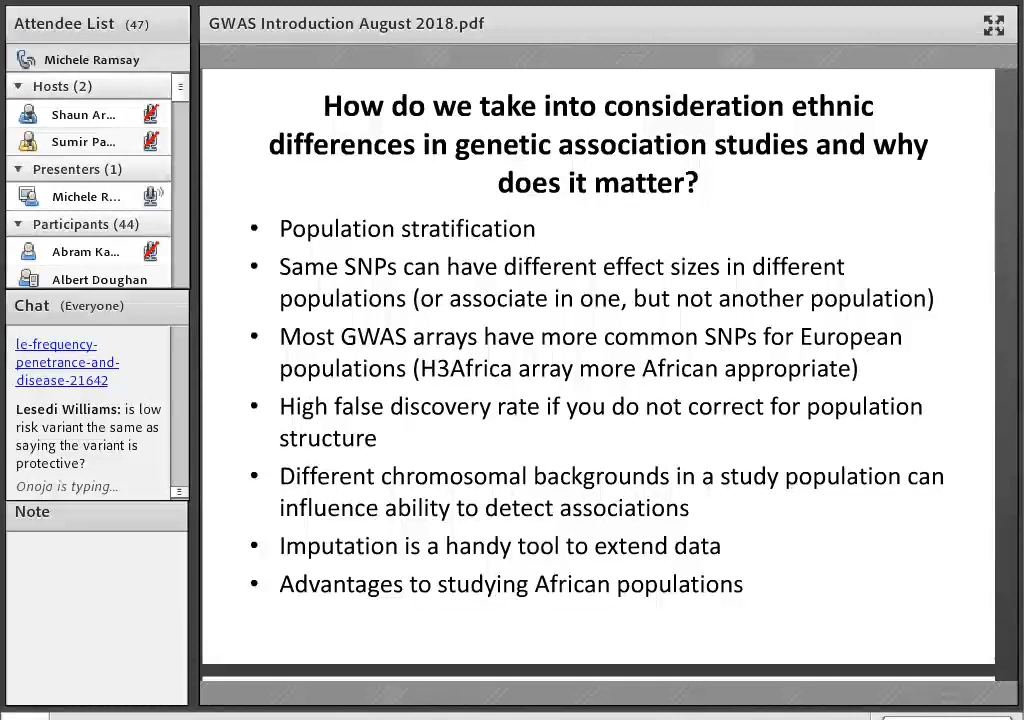 Attendee List (47)
Michele Ramsay
Hosts (2)
Shaun Ar...
Sumir Pa...
Presenters (1)
Michele R...
Participants (44)
Abram Ka...
Albert Doughan
Chat (Everyone)
le-frequency-
penetrance-and-
disease-21642
Lesedi Williams: is low
risk variant the same as
saying the variant is
protective?
Onoja is typing...
Note
GWAS Introduction August 2018.pdf
How do we take into consideration ethnic
differences in genetic association studies and why
does it matter?
• Population stratification
• Same SNPs can have different effect sizes in different
populations (or associate in one, but not another population)
• Most GWAS arrays have more common SNPs for European
populations (H3Africa array more African appropriate)
• High false discovery rate if you do not correct for population
structure
• Different chromosomal backgrounds in a study population can
influence ability to detect associations
• Imputation is a handy tool to extend data
• Advantages to studying African populations